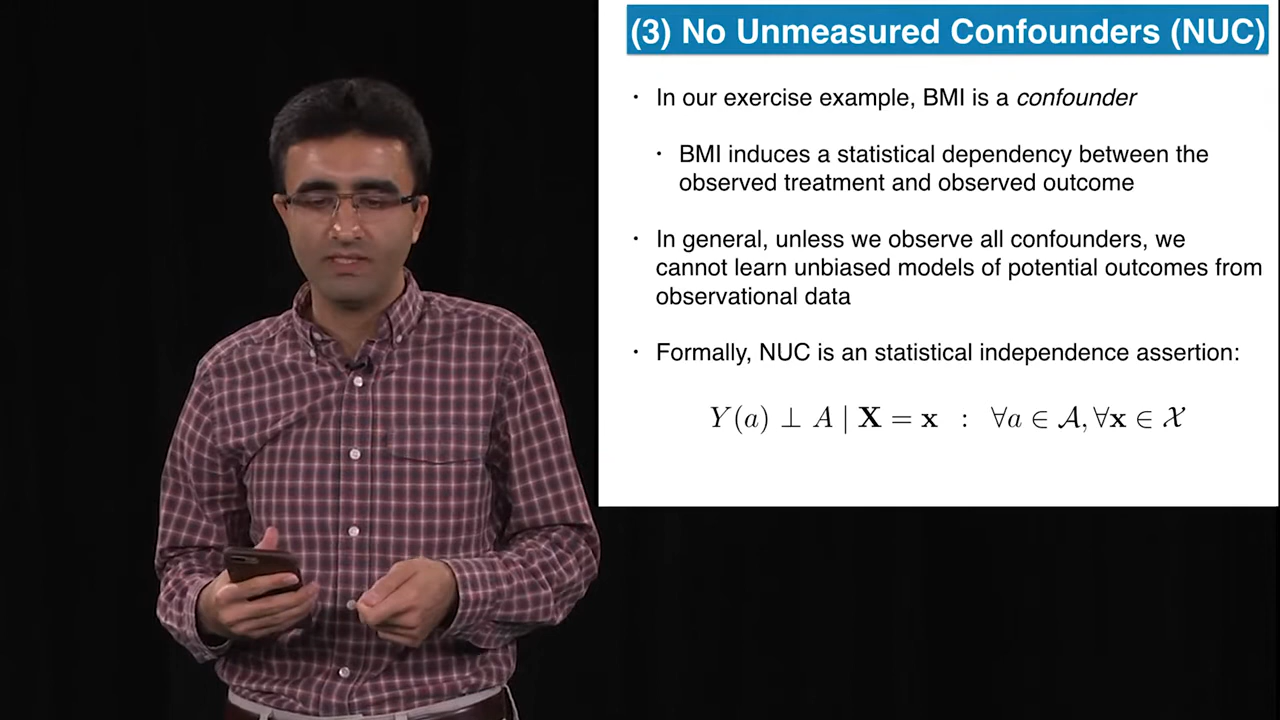 (3) No Unmeasured Confounders (NUC)
• In our exercise example, BMI is a confounder
• BMI induces a statistical dependency between the
observed treatment and observed outcome
• In general, unless we observe all confounders, we
cannot learn unbiased models of potential outcomes from
observational data
• Formally, NUC is an statistical independence assertion:
Y(a) ⊥ A | X = x : ∀a ∈ 𝒜, ∀x ∈ 𝒳